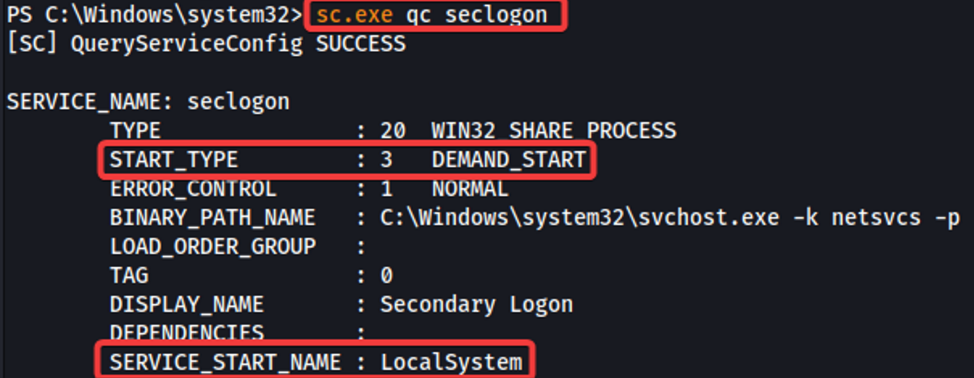 PS C:\Windows\system32> sc.exe qc seclogon
[SC] QueryServiceConfig SUCCESS
SERVICE_NAME: seclogon
TYPE : 20 WIN32_SHARE_PROCESS
START_TYPE : 3 DEMAND_START
ERROR_CONTROL : 1 NORMAL
BINARY_PATH_NAME : C:\Windows\system32\svchost.exe -k netsvcs -p
LOAD_ORDER_GROUP :
TAG : 0
DISPLAY_NAME : Secondary Logon
DEPENDENCIES :
SERVICE_START_NAME : LocalSystem